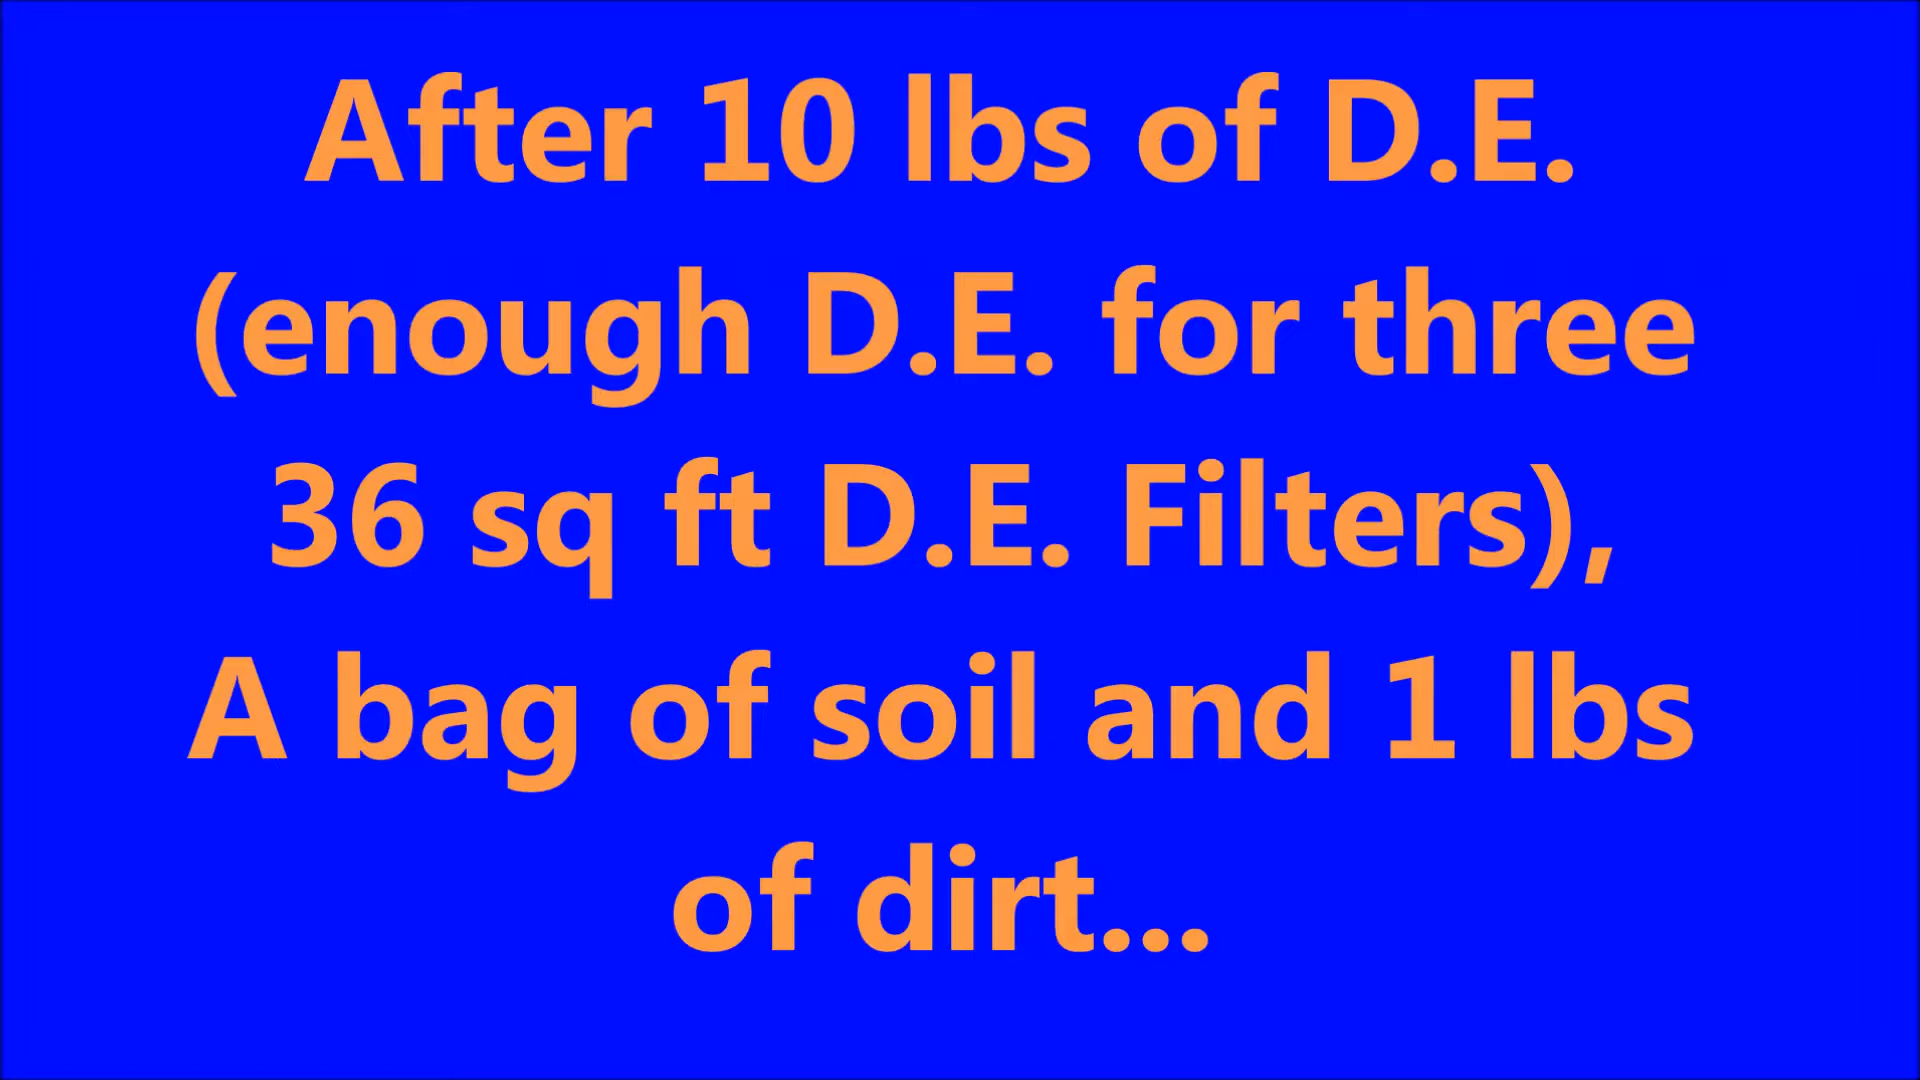 After 10 lbs of D.E.
(enough D.E. for three
36 sq ft D.E. Filters),
A bag of soil and 1 lbs
of dirt...